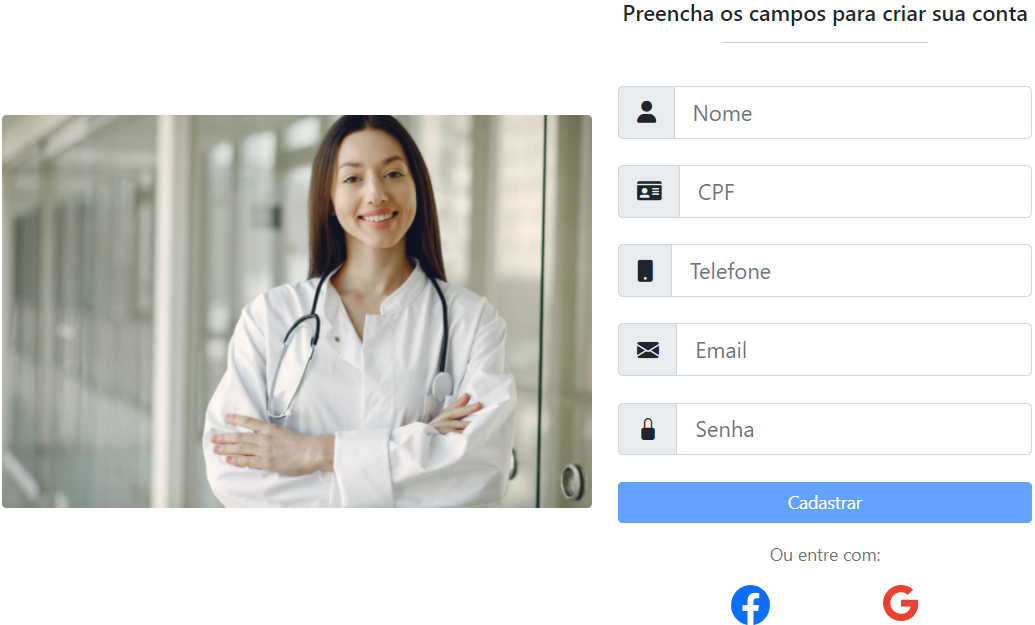 Preencha os campos para criar sua conta
Nome
CPF
Telefone
Email
Senha
Cadastrar
Ou entre com: